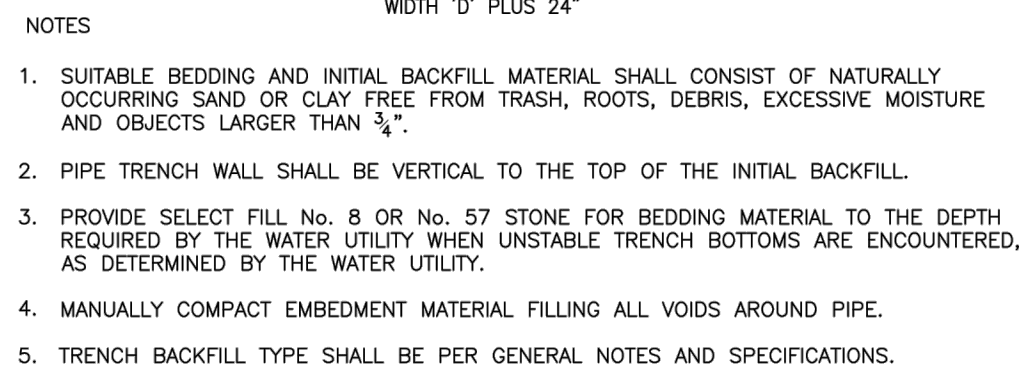 WIDTH 'D' PLUS 24"
NOTES
1. SUITABLE BEDDING AND INITIAL BACKFILL MATERIAL SHALL CONSIST OF NATURALLY
OCCURRING SAND OR CLAY FREE FROM TRASH, ROOTS, DEBRIS, EXCESSIVE MOISTURE
AND OBJECTS LARGER THAN ¾".
2. PIPE TRENCH WALL SHALL BE VERTICAL TO THE TOP OF THE INITIAL BACKFILL.
3. PROVIDE SELECT FILL No. 8 OR No. 57 STONE FOR BEDDING MATERIAL TO THE DEPTH
REQUIRED BY THE WATER UTILITY WHEN UNSTABLE TRENCH BOTTOMS ARE ENCOUNTERED,
AS DETERMINED BY THE WATER UTILITY.
4. MANUALLY COMPACT EMBEDMENT MATERIAL FILLING ALL VOIDS AROUND PIPE.
5. TRENCH BACKFILL TYPE SHALL BE PER GENERAL NOTES AND SPECIFICATIONS.